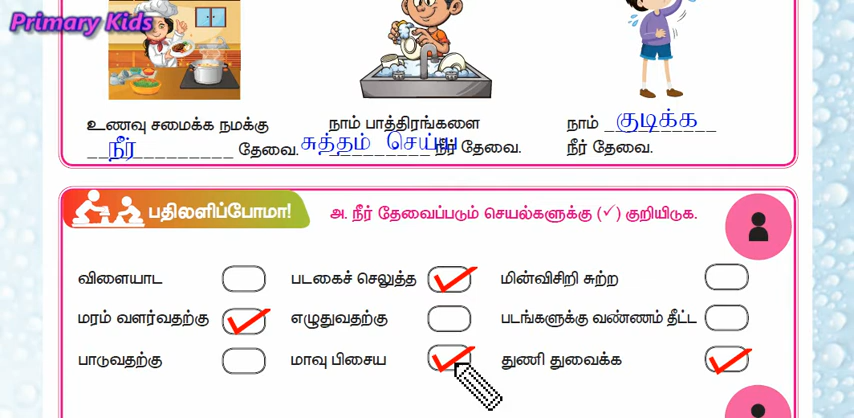 Primary Kids
உணவு சமைக்க நமக்கு
நீர் தேவை.
நாம் பாத்திரங்களை
சுத்தம் செய்ய நீர் தேவை.
நாம் குடிக்க
நீர் தேவை.
பதிலளிப்போமா!
அ. நீர் தேவைப்படும் செயல்களுக்கு (✓) குறியிடுக.
விளையாட படகைச் செலுத்த ✓ மின்விசிறி சுற்ற
மரம் வளர்வதற்கு ✓ எழுதுவதற்கு படங்களுக்கு வண்ணம் தீட்ட
பாடுவதற்கு மாவு பிசைய ✓ துணி துவைக்க ✓